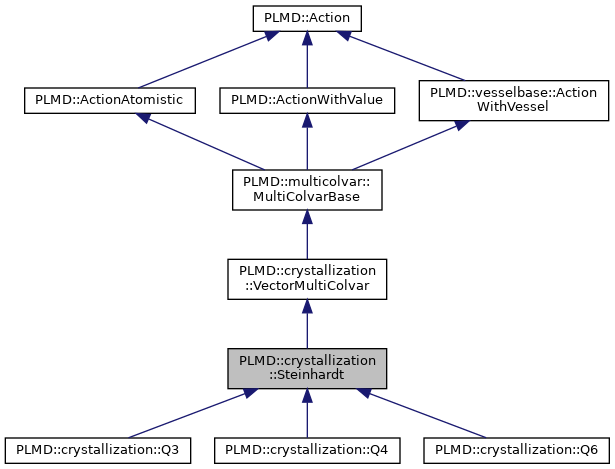 PLMD::Action
PLMD::ActionAtomistic
PLMD::ActionWithValue
PLMD::vesselbase::Action
WithVessel
PLMD::multicolvar::
MultiColvarBase
PLMD::crystallization
::VectorMultiColvar
PLMD::crystallization
::Steinhardt
PLMD::crystallization::Q3
PLMD::crystallization::Q4
PLMD::crystallization::Q6